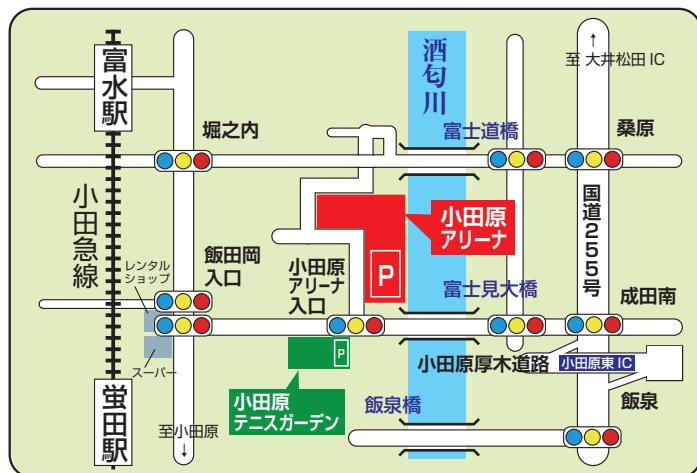 富水駅
酒匂川
↑
至 大井松田 IC
堀之内
富士道橋
桑原
小田急線
小田原
アリーナ
P
国道255号
レンタル
ショップ
飯田岡
入口
小田原
アリーナ
入口
富士見大橋
成田南
スーパー
P
小田原厚木道路
小田原東 IC
蛍田駅
小田原
テニスガーデン
飯泉橋
飯泉
至小田原
↓